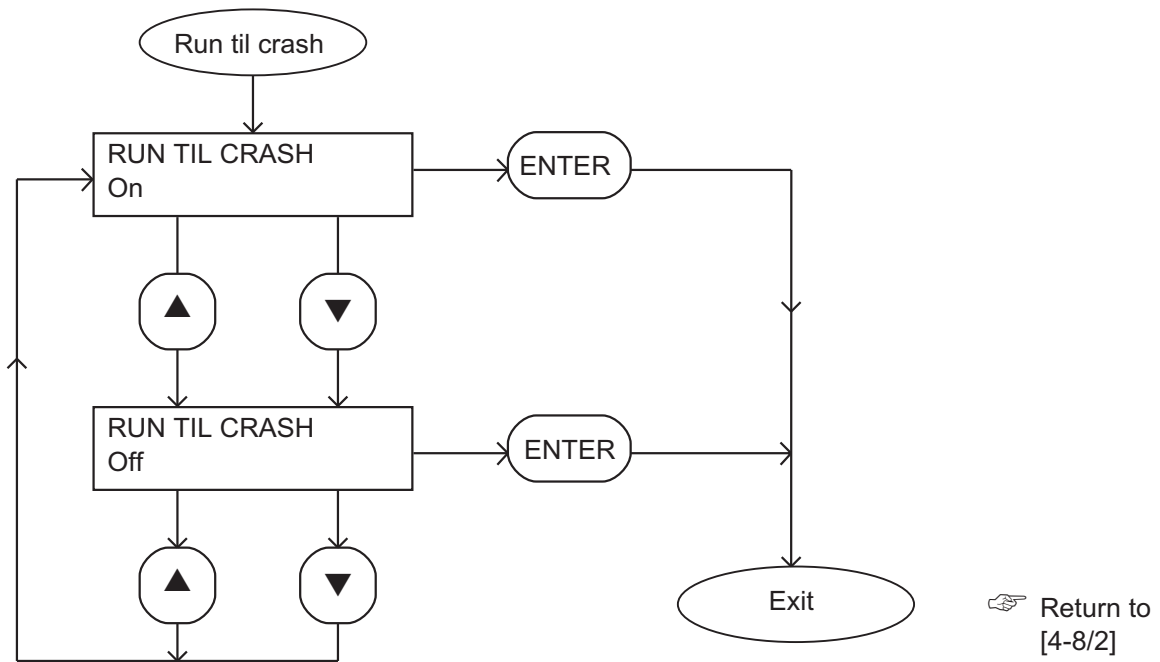 Run til crash
RUN TIL CRASH
On
ENTER
▲
▼
RUN TIL CRASH
Off
ENTER
▲
▼
Exit
☞ Return to
[4-8/2]